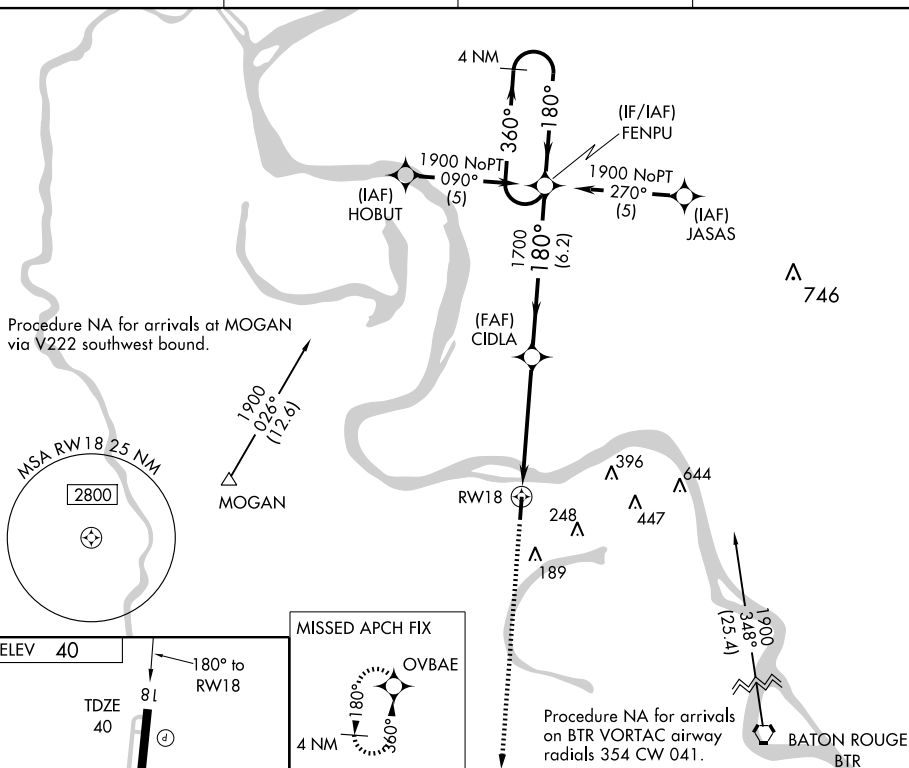 4 NM
360°
180°
(IF/IAF)
FENPU
1900 NoPT
090°
(5)
(IAF)
HOBUT
1900 NoPT
270°
(5)
(IAF)
JASAS
1700
180°
(6.2)
746
(FAF)
CIDLA
Procedure NA for arrivals at MOGAN
via V222 southwest bound.
1900
026°
(12.6)
MOGAN
MSA RW18 25 NM
2800
RW18
396
644
447
248
189
1900
348°
(25.4)
ELEV 40
180° to
RW18
TDZE
40
18
P
MISSED APCH FIX
OVBAE
180°
360°
4 NM
Procedure NA for arrivals
on BTR VORTAC airway
radials 354 CW 041.
BATON ROUGE
BTR